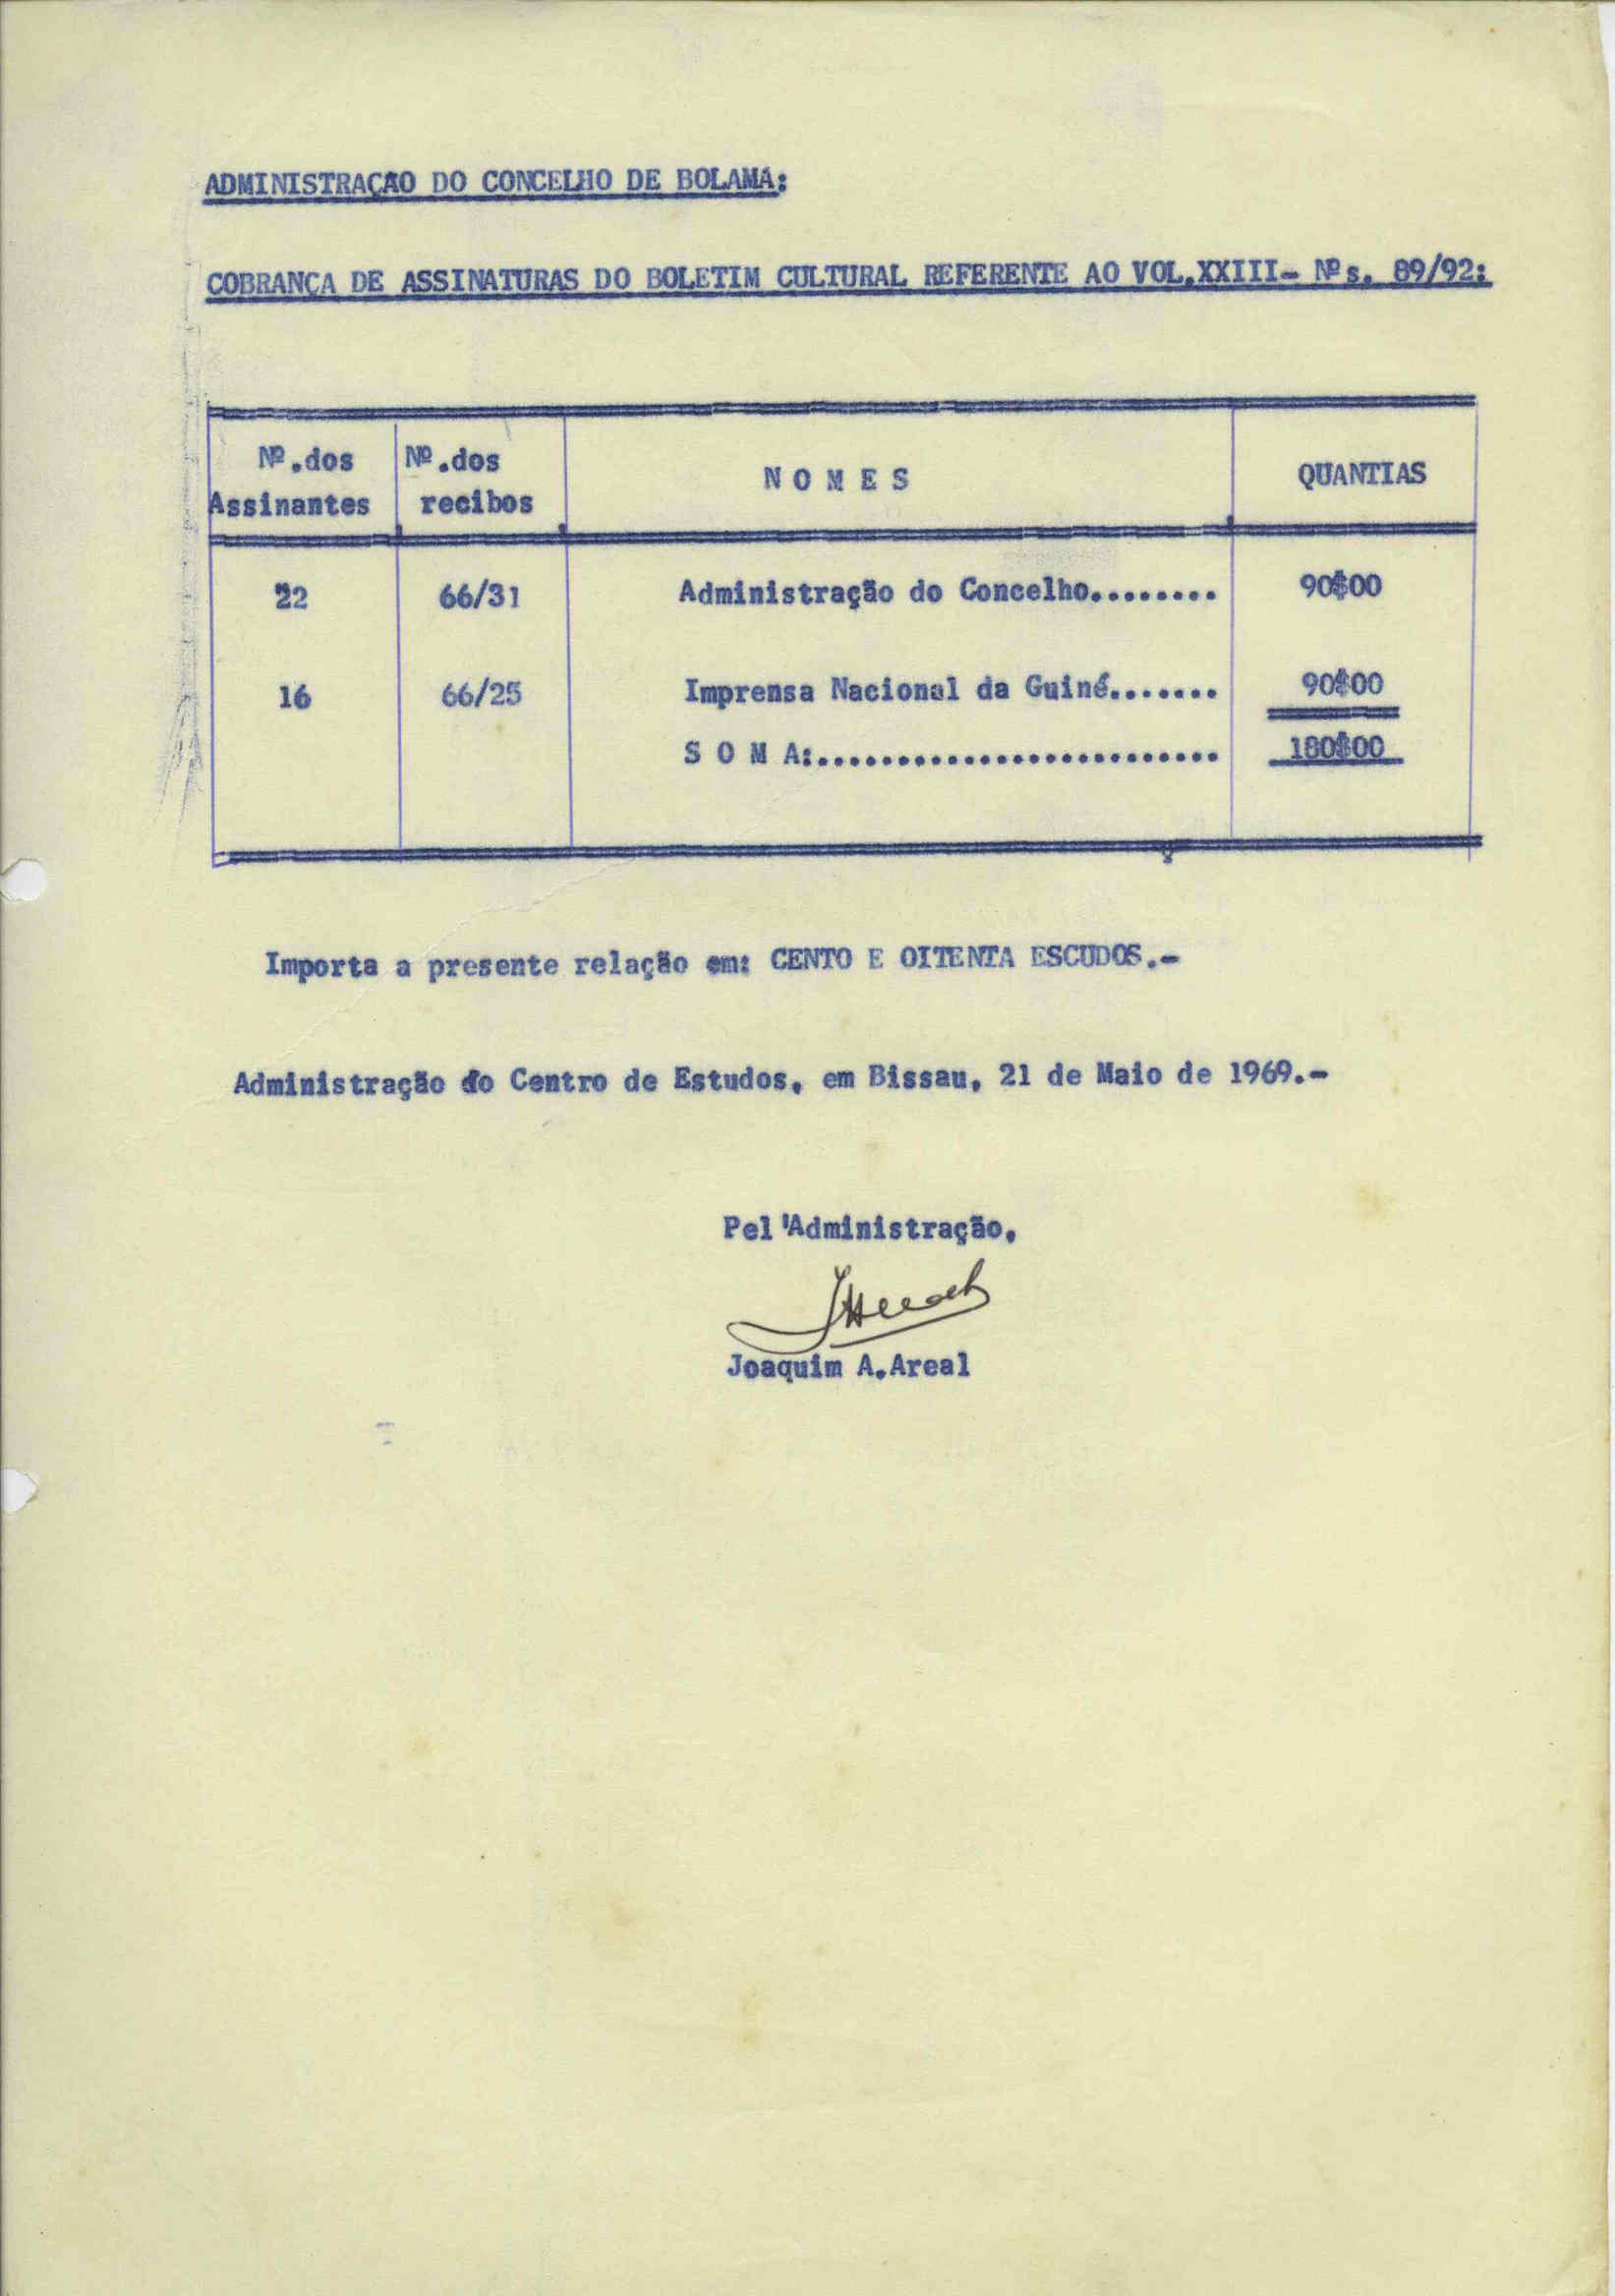 ADMINISTRAÇÃO DO CONCELHO DE BOLAMA:
COBRANÇA DE ASSINATURAS DO BOLETIM CULTURAL REFERENTE AO VOL.XXIII- Nºs. 89/92:
Nº.dos Assinantes Nº.dos recibos N O M E S QUANTIAS
22 66/31 Administração do Concelho........ 90$00
16 66/25 Imprensa Nacional da Guiné....... 90$00
S O M A:......................... 180$00
Importa a presente relação em: CENTO E OITENTA ESCUDOS.-
Administração do Centro de Estudos, em Bissau, 21 de Maio de 1969.-
Pel'Administração,
Joaquim A.Areal